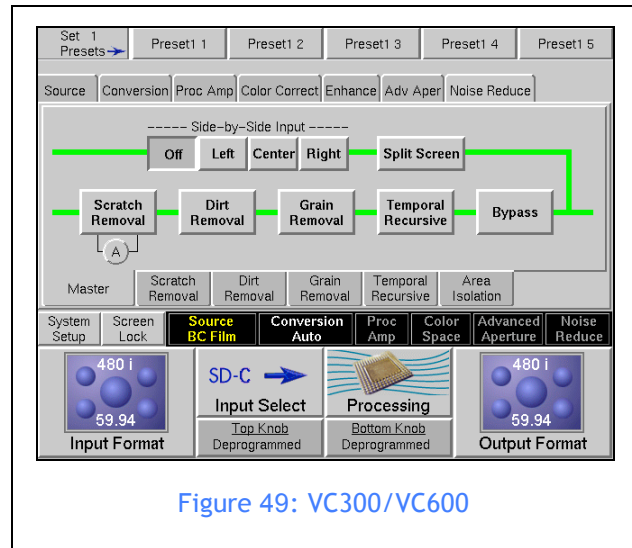 Set 1 Presets Preset1 1 Preset1 2 Preset1 3 Preset1 4 Preset1 5
Source Conversion Proc Amp Color Correct Enhance Adv Aper Noise Reduce
----- Side-by-Side Input -----
Off Left Center Right Split Screen
Scratch Removal Dirt Removal Grain Removal Temporal Recursive Bypass
A
Master Scratch Removal Dirt Removal Grain Removal Temporal Recursive Area Isolation
System Setup Screen Lock Source BC Film Conversion Auto Proc Amp Color Space Advanced Aperture Noise Reduce
480 i SD-C 480 i
59.94 Input Select Processing 59.94
Input Format Top Knob Deprogrammed Bottom Knob Deprogrammed Output Format
Figure 49: VC300/VC600